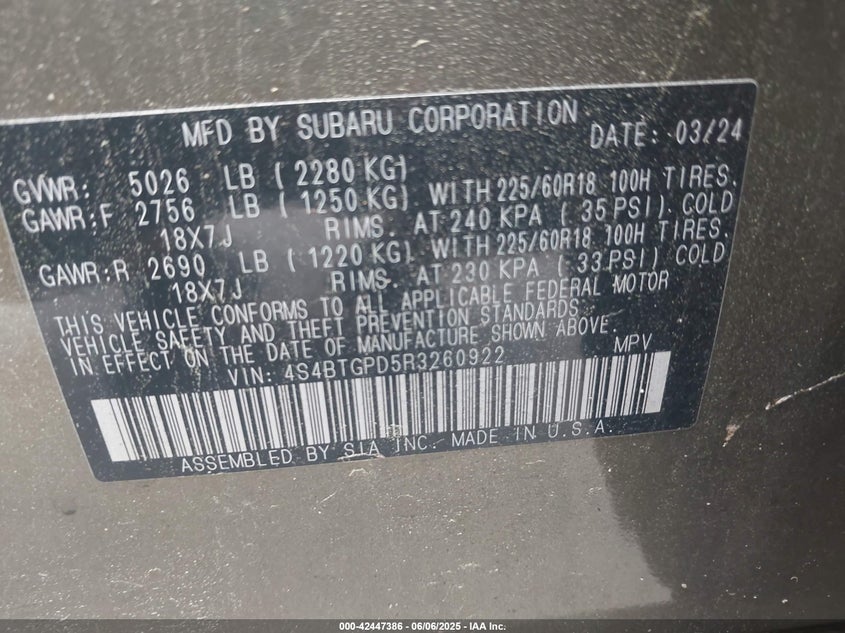 MFD BY SUBARU CORPORATION DATE: 03/24
GVWR: 5026 LB ( 2280 KG)
GAWR:F 2756 LB ( 1250 KG) WITH 225/60R18 100H TIRES.
18X7J RIMS. AT 240 KPA ( 35 PSI) COLD
GAWR:R 2690 LB ( 1220 KG) WITH 225/60R18 100H TIRES.
18X7J RIMS. AT 230 KPA ( 33 PSI) COLD
THIS VEHICLE CONFORMS TO ALL APPLICABLE FEDERAL MOTOR
VEHICLE SAFETY AND THEFT PREVENTION STANDARDS
IN EFFECT ON THE DATE OF MANUFACTURE SHOWN ABOVE.
VIN: 4S4BTGPD5R3260922 MPV
ASSEMBLED BY SIA INC. MADE IN U.S.A.
000-42447386 | 06/06/2025 - IAA Inc.